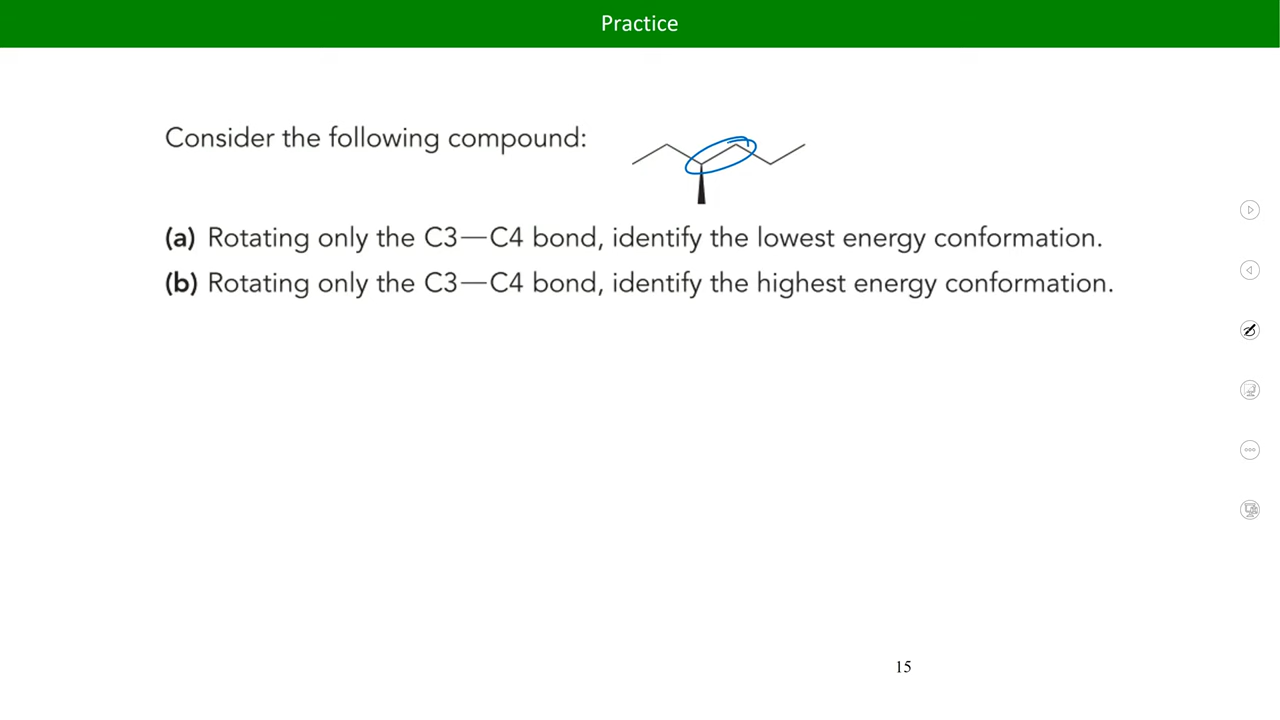 Practice
Consider the following compound:
(a) Rotating only the C3—C4 bond, identify the lowest energy conformation.
(b) Rotating only the C3—C4 bond, identify the highest energy conformation.
15